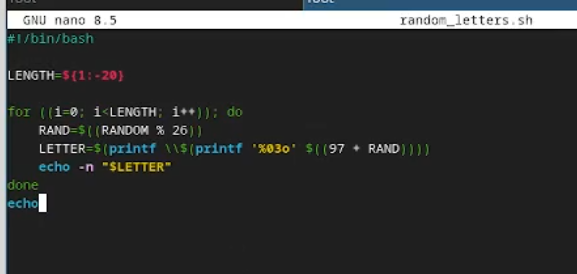 GNU nano 8.5 random_letters.sh
#!/bin/bash
LENGTH=${1:-20}
for ((i=0; i<LENGTH; i++)); do
    RAND=$((RANDOM % 26))
    LETTER=$(printf \\$(printf '%03o' $((97 + RAND))))
    echo -n "$LETTER"
done
echo